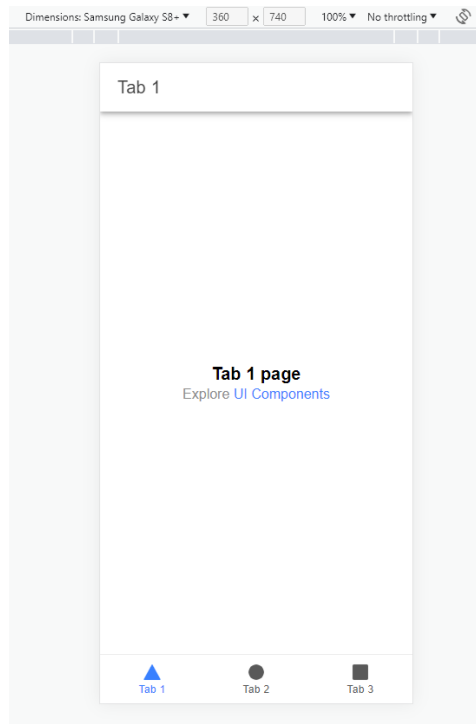 Dimensions: Samsung Galaxy S8+ ▼ 360 x 740 100% ▼ No throttling ▼
Tab 1
Tab 1 page
Explore UI Components
Tab 1 Tab 2 Tab 3